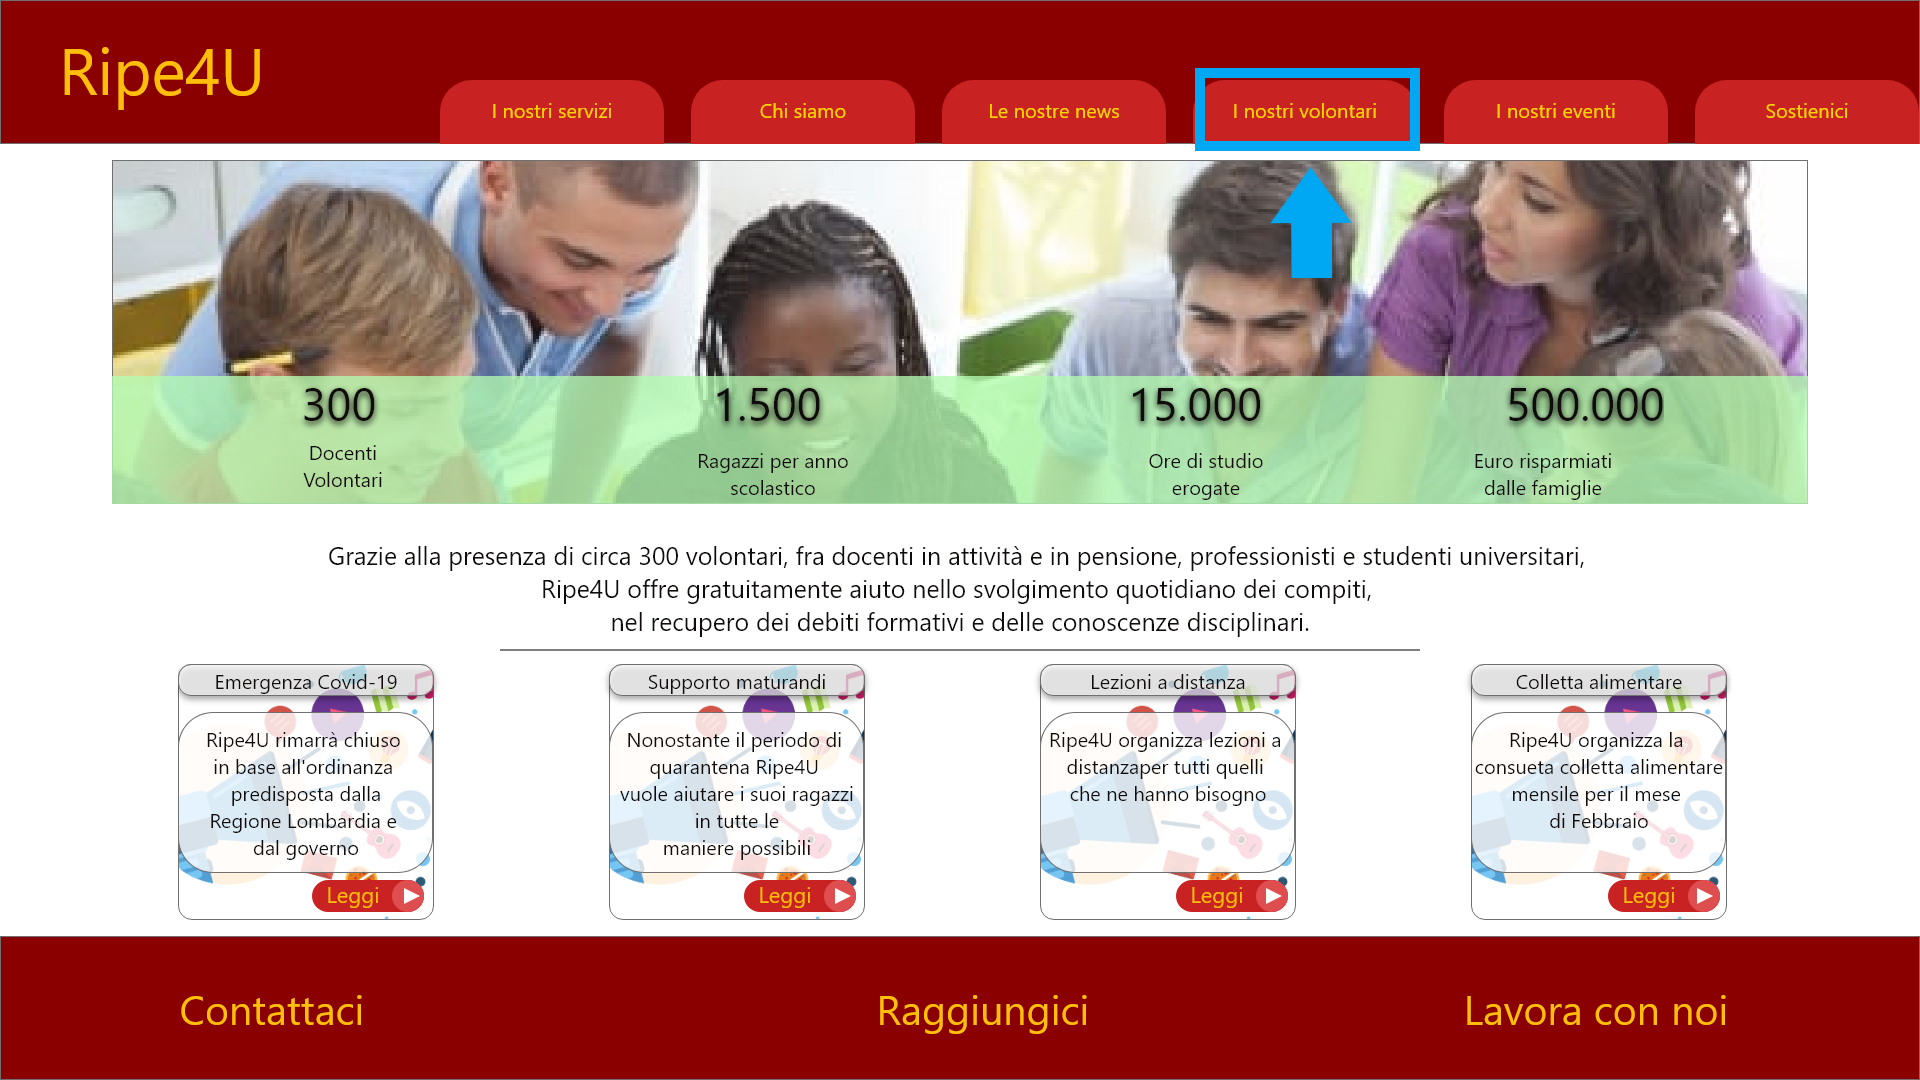 Ripe4U
I nostri servizi
Chi siamo
Le nostre news
I nostri volontari
I nostri eventi
Sostienici
300
Docenti
Volontari
1.500
Ragazzi per anno
scolastico
15.000
Ore di studio
erogate
500.000
Euro risparmiati
dalle famiglie
Grazie alla presenza di circa 300 volontari, fra docenti in attività e in pensione, professionisti e studenti universitari,
Ripe4U offre gratuitamente aiuto nello svolgimento quotidiano dei compiti,
nel recupero dei debiti formativi e delle conoscenze disciplinari.
Emergenza Covid-19
Ripe4U rimarrà chiuso
in base all'ordinanza
predisposta dalla
Regione Lombardia e
dal governo
Leggi
Supporto maturandi
Nonostante il periodo di
quarantena Ripe4U
vuole aiutare i suoi ragazzi
in tutte le
maniere possibili
Leggi
Lezioni a distanza
Ripe4U organizza lezioni a
distanzaper tutti quelli
che ne hanno bisogno
Leggi
Colletta alimentare
Ripe4U organizza la
consueta colletta alimentare
mensile per il mese
di Febbraio
Leggi
Contattaci
Raggiungici
Lavora con noi